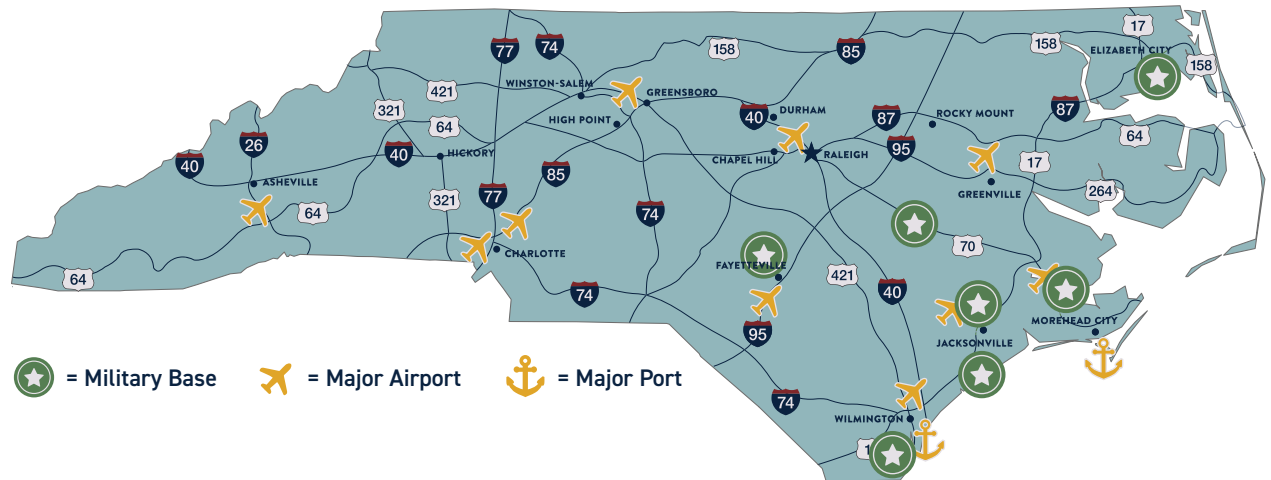 17
77
74
158
85
158
ELIZABETH CITY
158
WINSTON-SALEM
421
GREENSBORO
321
40
DURHAM
87
87
ROCKY MOUNT
HIGH POINT
64
26
64
40
40
HICKORY
CHAPEL HILL
RALEIGH
95
17
85
ASHEVILLE
77
321
264
GREENVILLE
64
74
70
CHARLOTTE
FAYETTEVILLE
421
64
74
40
95
MOREHEAD CITY
JACKSONVILLE
= Military Base
= Major Airport
= Major Port
74
WILMINGTON